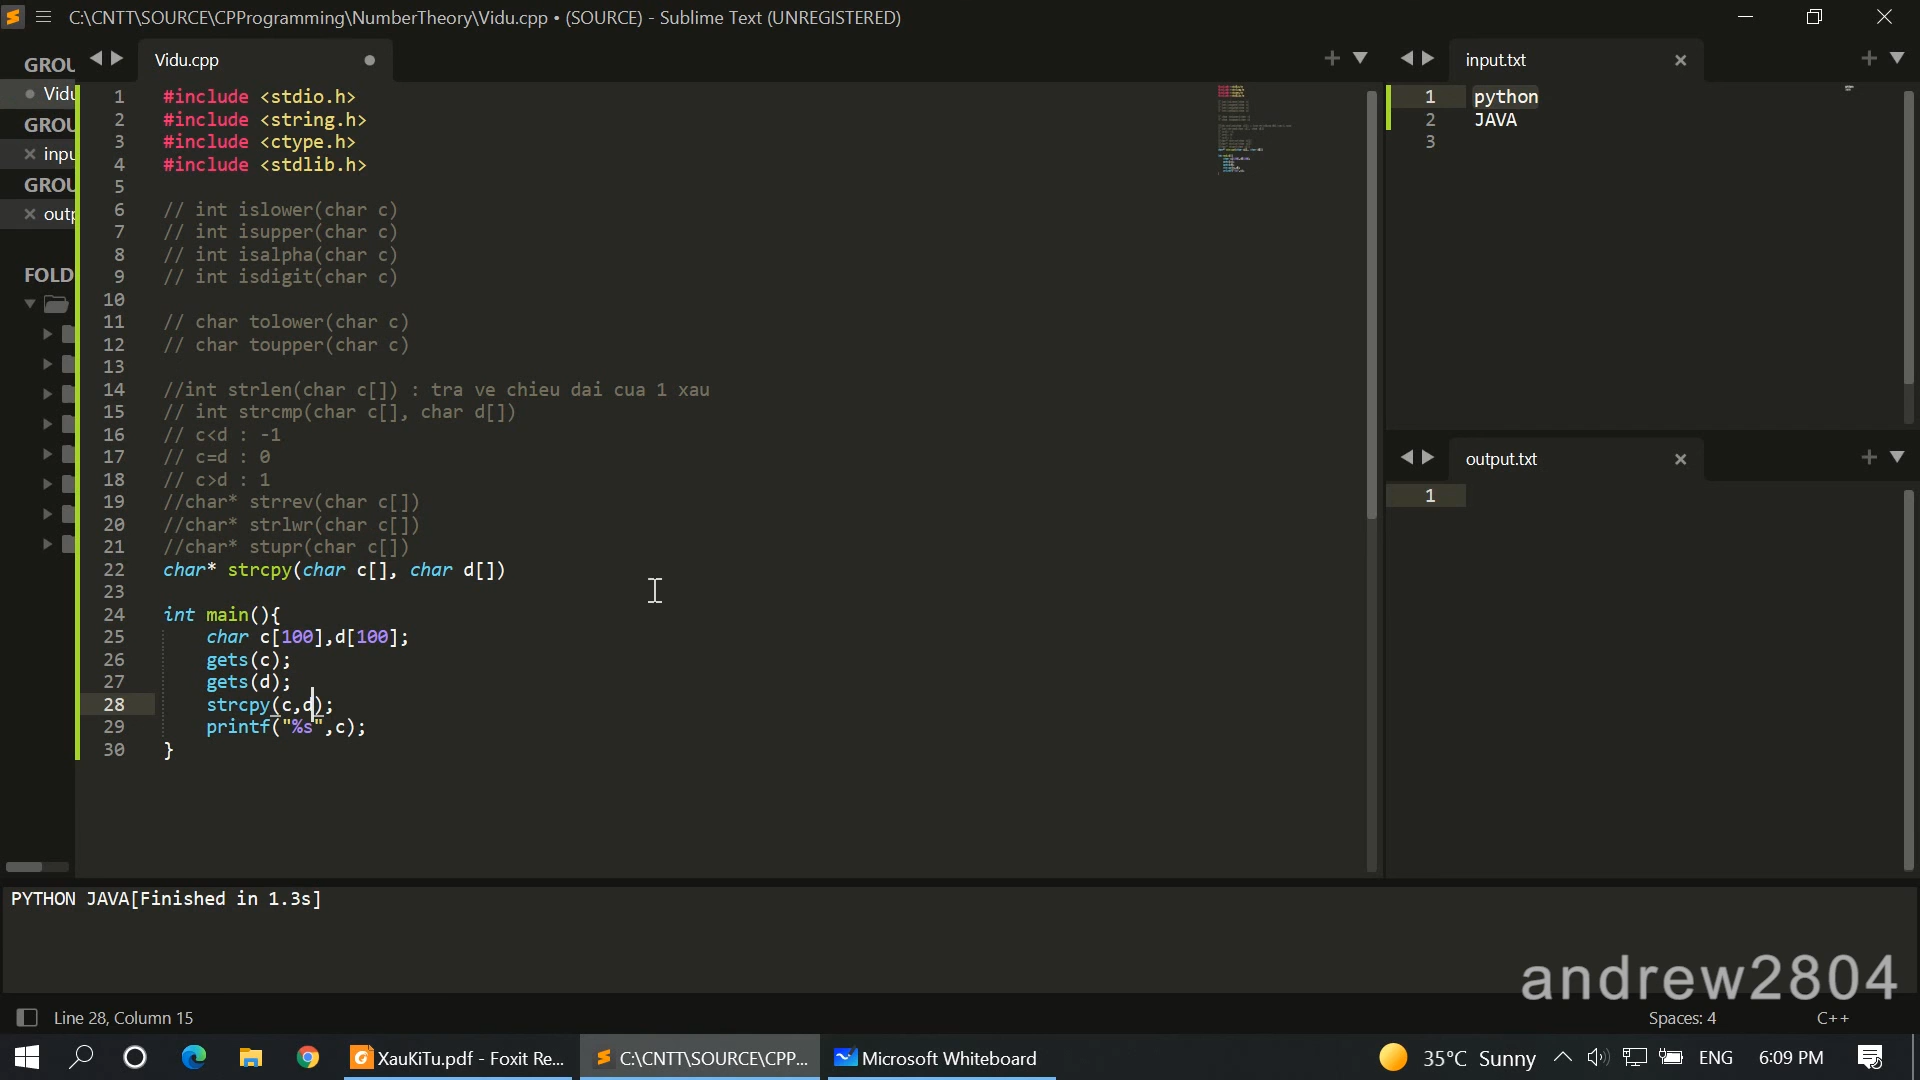 C:\CNTT\SOURCE\CPProgramming\NumberTheory\Vidu.cpp • (SOURCE) - Sublime Text (UNREGISTERED)
GROU
Vidu
GROU
inpu
GROU
outp
FOLD
Vidu.cpp
1 #include <stdio.h>
2 #include <string.h>
3 #include <ctype.h>
4 #include <stdlib.h>
5
6 // int islower(char c)
7 // int isupper(char c)
8 // int isalpha(char c)
9 // int isdigit(char c)
10
11 // char tolower(char c)
12 // char toupper(char c)
13
14 //int strlen(char c[]) : tra ve chieu dai cua 1 xau
15 // int strcmp(char c[], char d[])
16 // c<d : -1
17 // c=d : 0
18 // c>d : 1
19 //char* strrev(char c[])
20 //char* strlwr(char c[])
21 //char* stupr(char c[])
22 char* strcpy(char c[], char d[])
23
24 int main(){
25 char c[100],d[100];
26 gets(c);
27 gets(d);
28 strcpy(c,d);
29 printf("%s",c);
30 }
input.txt
1 python
2 JAVA
3
output.txt
1
PYTHON JAVA[Finished in 1.3s]
andrew2804
Line 28, Column 15
Spaces: 4
C++
XauKiTu.pdf - Foxit Re...
C:\CNTT\SOURCE\CPP...
Microsoft Whiteboard
35°C Sunny
ENG
6:09 PM